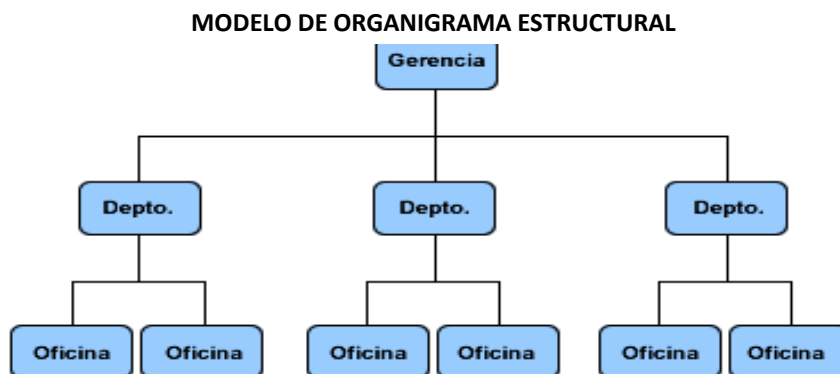 MODELO DE ORGANIGRAMA ESTRUCTURAL
Gerencia
Depto. Depto. Depto.
Oficina Oficina Oficina Oficina Oficina Oficina